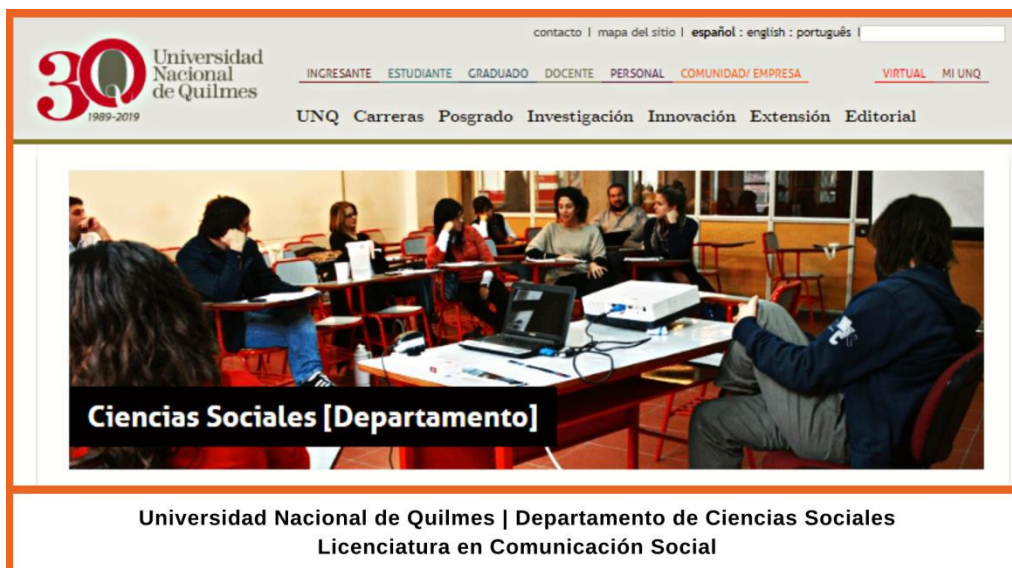 contacto | mapa del sitio | español : english : português |
30
1989-2019
Universidad
Nacional
de Quilmes
INGRESANTE ESTUDIANTE GRADUADO DOCENTE PERSONAL COMUNIDAD/ EMPRESA VIRTUAL MI UNQ
UNQ Carreras Posgrado Investigación Innovación Extensión Editorial
Ciencias Sociales [Departamento]
Universidad Nacional de Quilmes | Departamento de Ciencias Sociales
Licenciatura en Comunicación Social